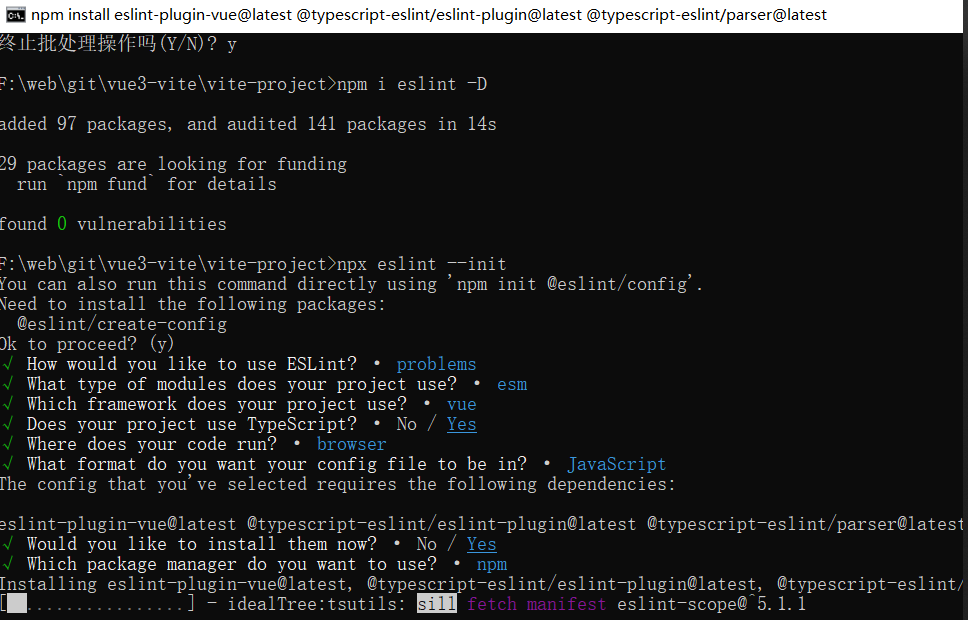 npm install eslint-plugin-vue@latest @typescript-eslint/eslint-plugin@latest @typescript-eslint/parser@latest
终止批处理操作吗(Y/N)? y
F:\web\git\vue3-vite\vite-project>npm i eslint -D
added 97 packages, and audited 141 packages in 14s
29 packages are looking for funding
run `npm fund` for details
found 0 vulnerabilities
F:\web\git\vue3-vite\vite-project>npx eslint --init
You can also run this command directly using 'npm init @eslint/config'.
Need to install the following packages:
@eslint/create-config
Ok to proceed? (y)
√ How would you like to use ESLint? · problems
√ What type of modules does your project use? · esm
√ Which framework does your project use? · vue
√ Does your project use TypeScript? · No / Yes
√ Where does your code run? · browser
√ What format do you want your config file to be in? · JavaScript
The config that you've selected requires the following dependencies:
eslint-plugin-vue@latest @typescript-eslint/eslint-plugin@latest @typescript-eslint/parser@latest
√ Would you like to install them now? · No / Yes
√ Which package manager do you want to use? · npm
Installing eslint-plugin-vue@latest, @typescript-eslint/eslint-plugin@latest, @typescript-eslint/
[ ................] - idealTree:tsutils: sill fetch manifest eslint-scope@^5.1.1